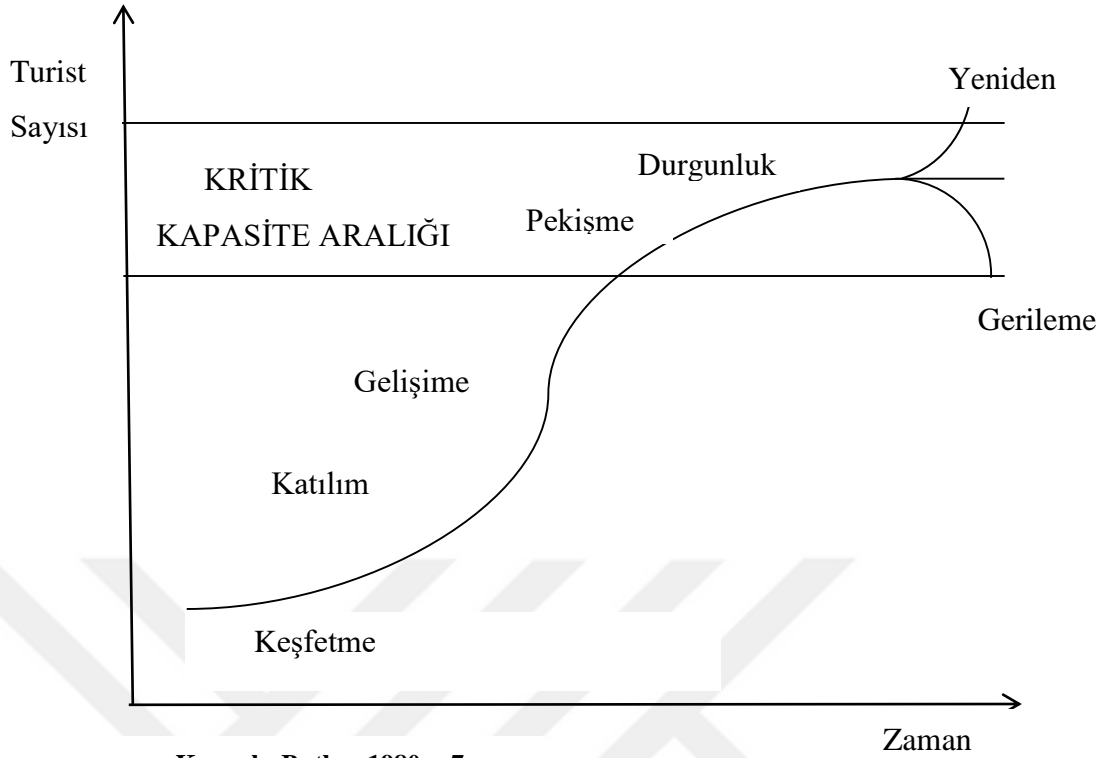 Turist
Sayısı
Yeniden
Durgunluk
KRİTİK
KAPASİTE ARALIĞI
Pekişme
Gerileme
Gelişime
Katılım
Keşfetme
Zaman